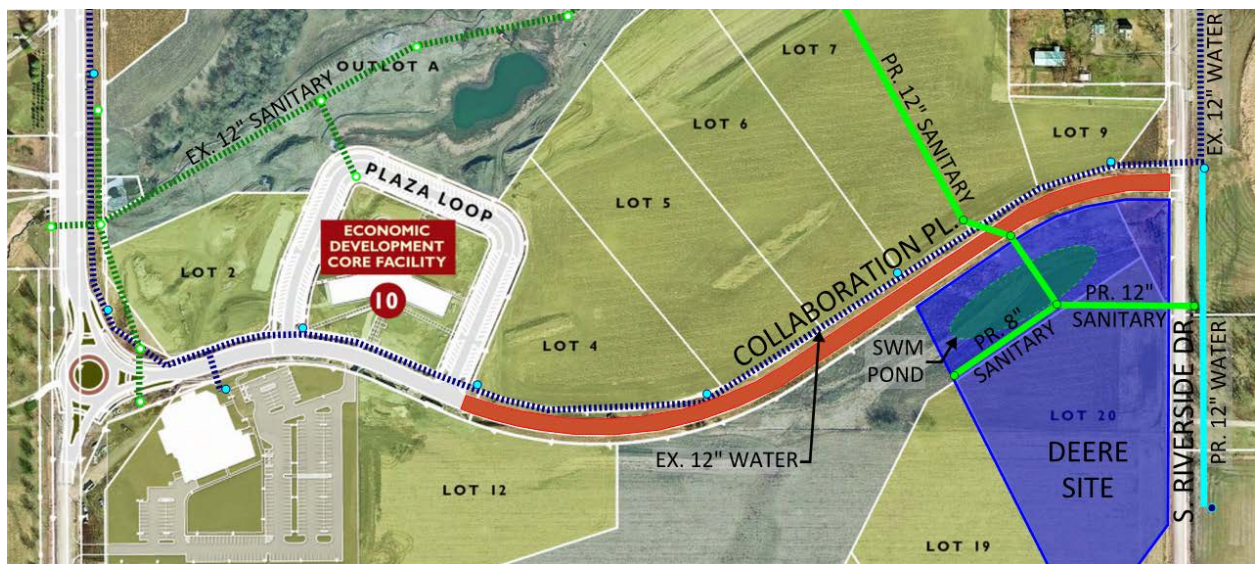 OUTLOT A
EX. 12" SANITARY
PLAZA LOOP
ECONOMIC
DEVELOPMENT
CORE FACILITY
10
LOT 2
LOT 4
LOT 5
LOT 6
LOT 7
PR. 12" SANITARY
LOT 9
EX. 12" WATER
COLLABORATION PL.
PR. 12"
SANITARY
PR. 8"
SANITARY
SWM
POND
EX. 12" WATER
LOT 12
LOT 19
LOT 20
DEERE
SITE
S. RIVERSIDE DR.
PR. 12" WATER